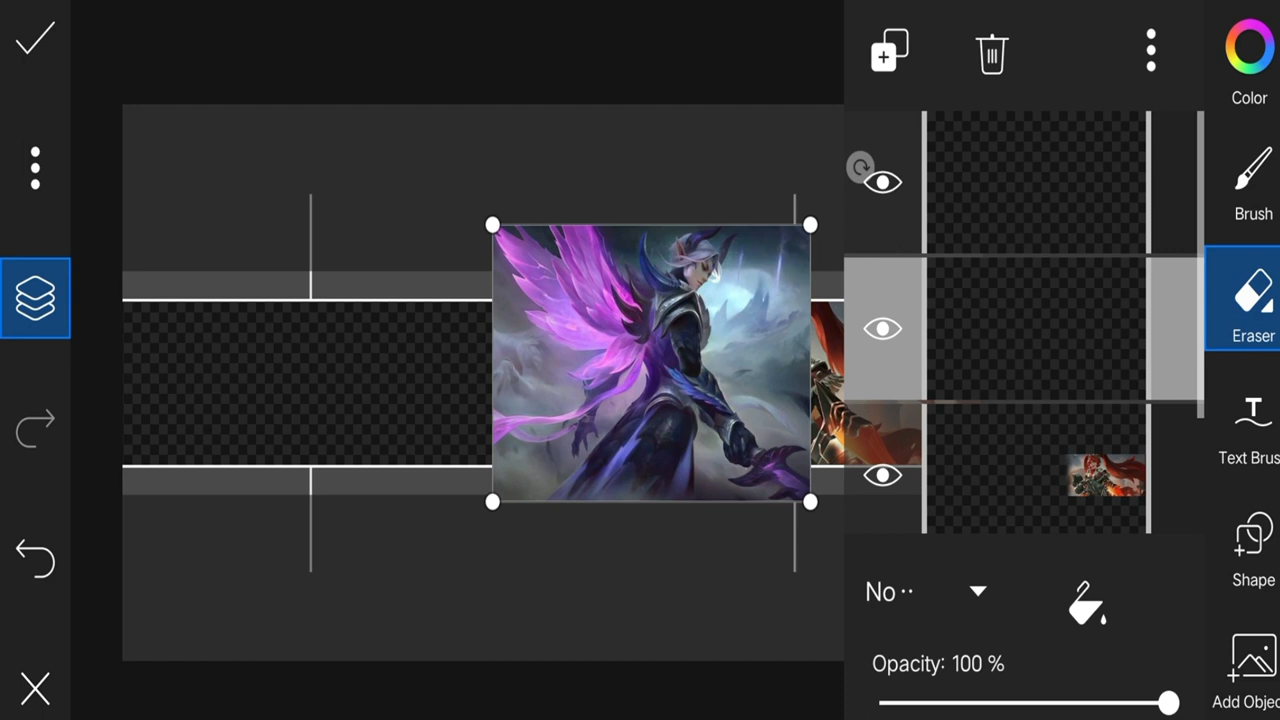 Color
Brush
Eraser
Text Brus
Shape
No ··
Opacity: 100 %
Add Objec